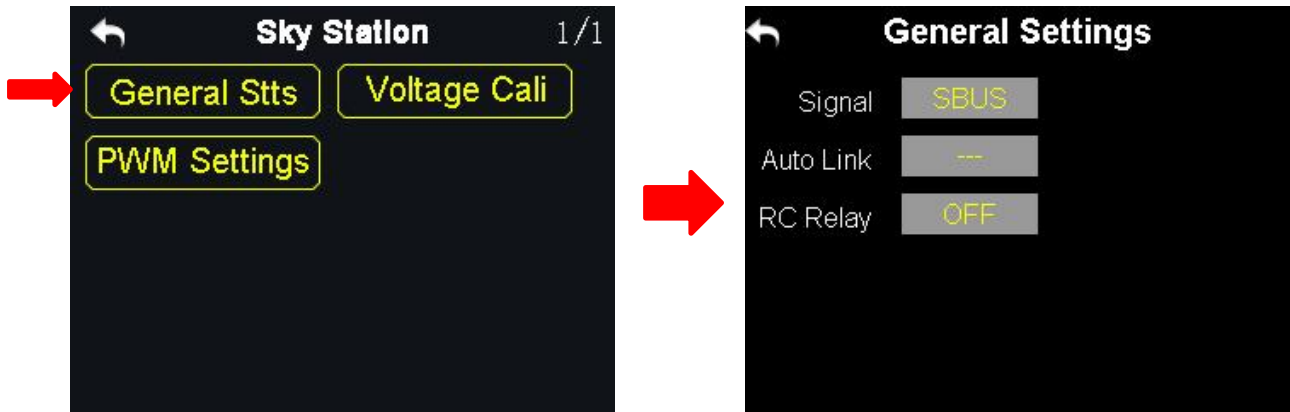 Sky Station 1/1
General Stts Voltage Cali
PWM Settings
General Settings
Signal SBUS
Auto Link ---
RC Relay OFF